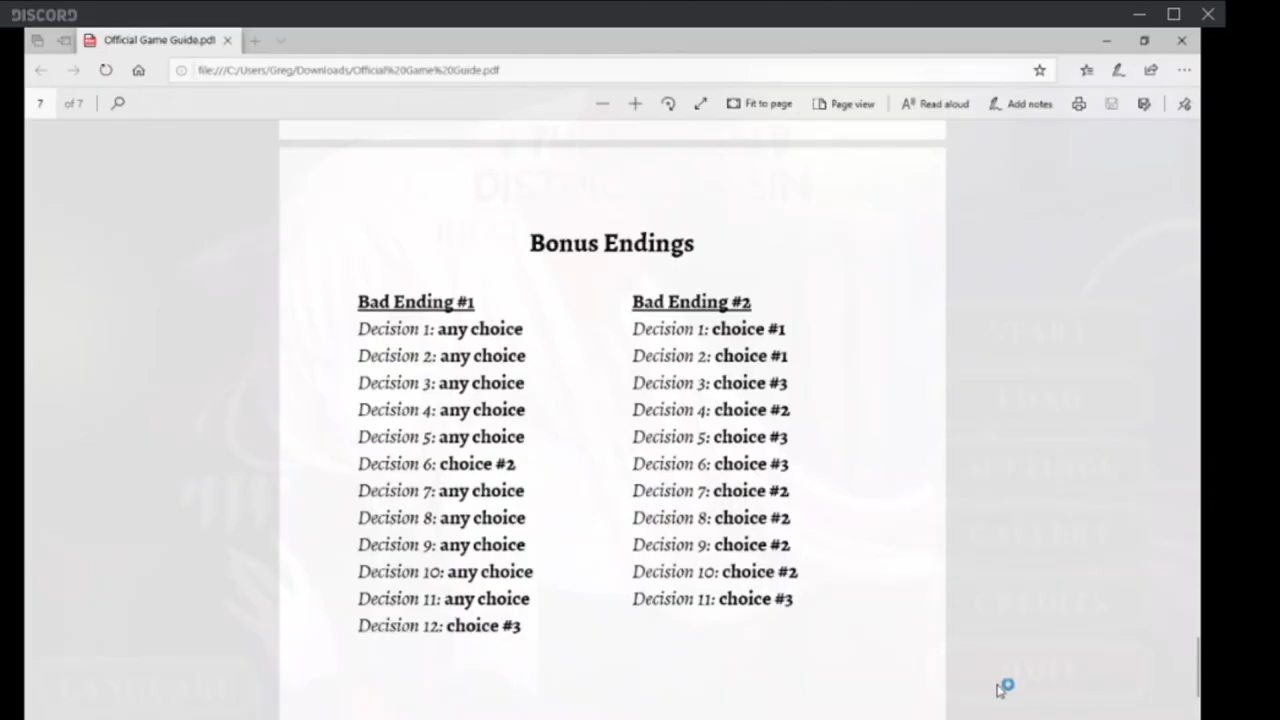 DISCORD
Official Game Guide.pdf
file:///C:/Users/Greg/Downloads/Official%20Game%20Guide.pdf
7 of 7
Fit to page
Page view
Read aloud
Add notes
Bonus Endings
Bad Ending #1
Decision 1: any choice
Decision 2: any choice
Decision 3: any choice
Decision 4: any choice
Decision 5: any choice
Decision 6: choice #2
Decision 7: any choice
Decision 8: any choice
Decision 9: any choice
Decision 10: any choice
Decision 11: any choice
Decision 12: choice #3
Bad Ending #2
Decision 1: choice #1
Decision 2: choice #1
Decision 3: choice #3
Decision 4: choice #2
Decision 5: choice #3
Decision 6: choice #3
Decision 7: choice #2
Decision 8: choice #2
Decision 9: choice #2
Decision 10: choice #2
Decision 11: choice #3
START
LOAD
SETTINGS
GALLERY
CREDITS
QUIT